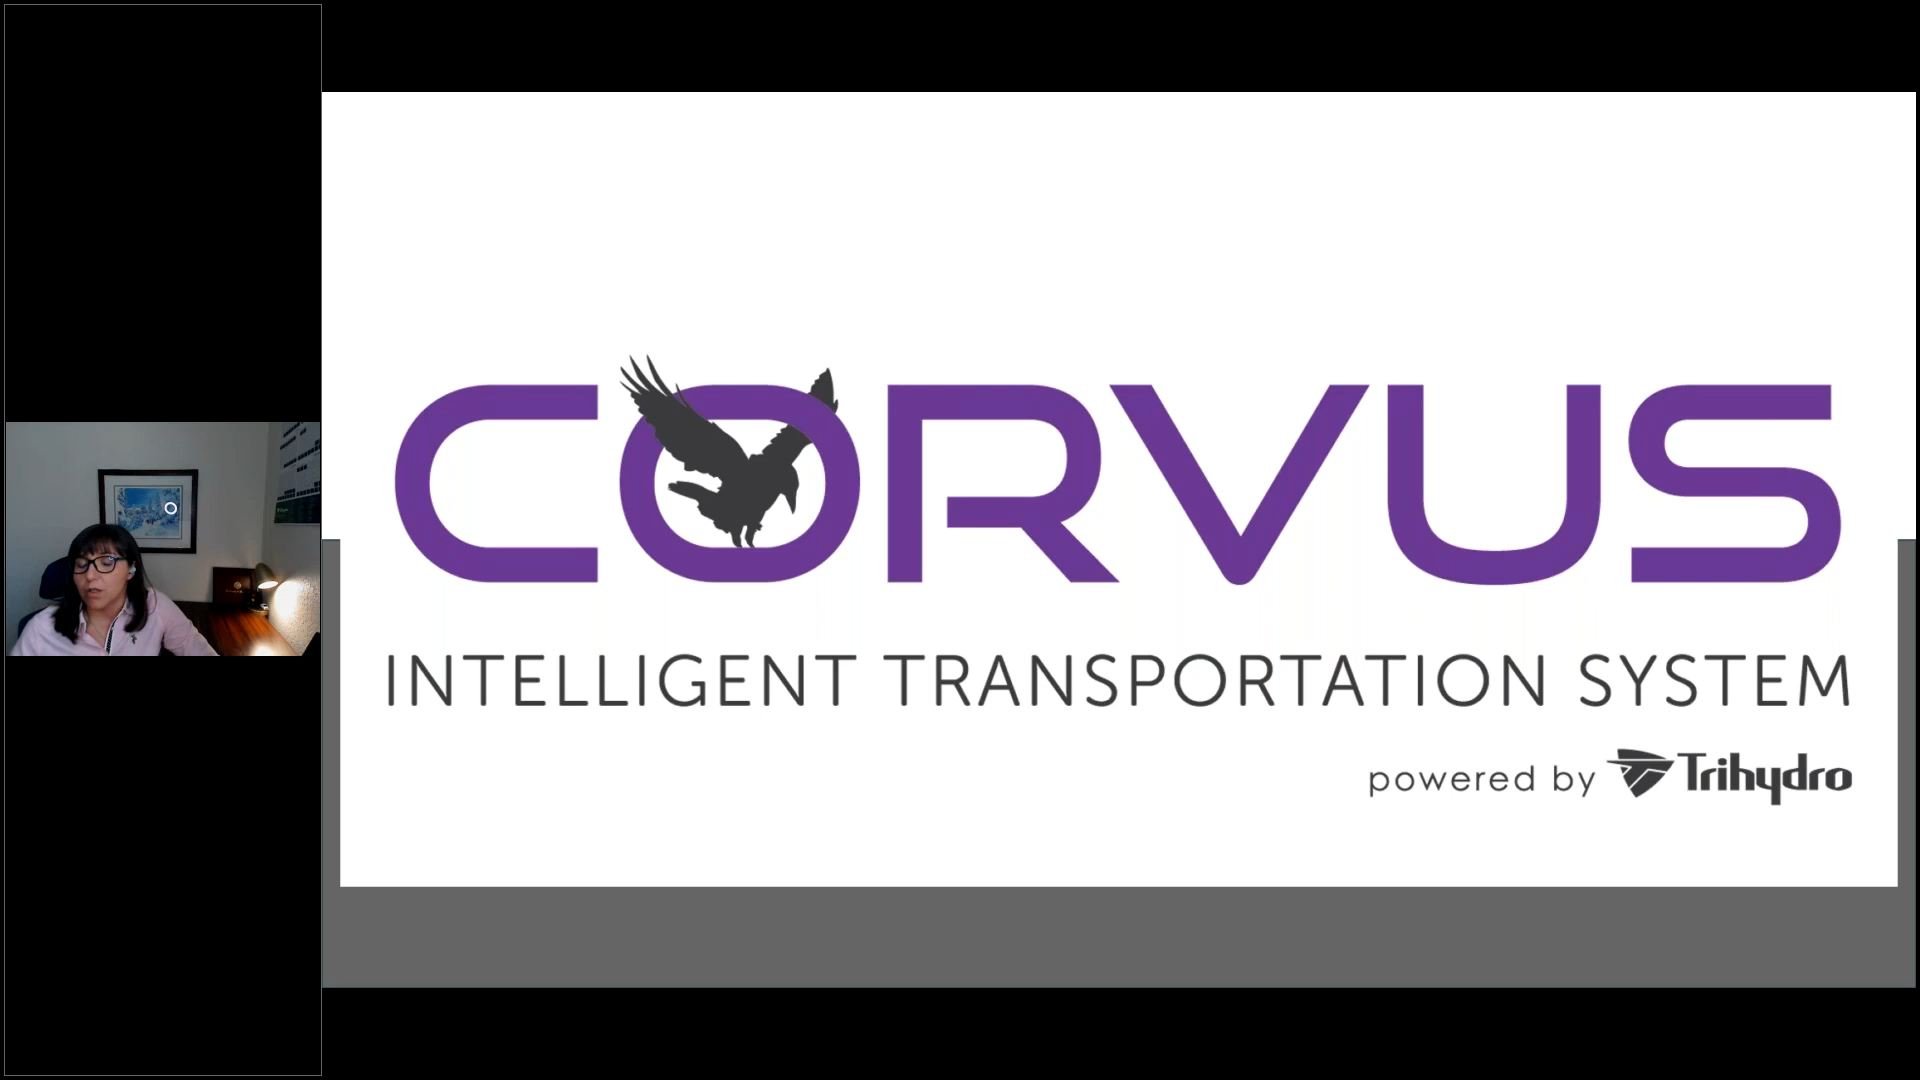 CORVUS
INTELLIGENT TRANSPORTATION SYSTEM
powered by Trihydro